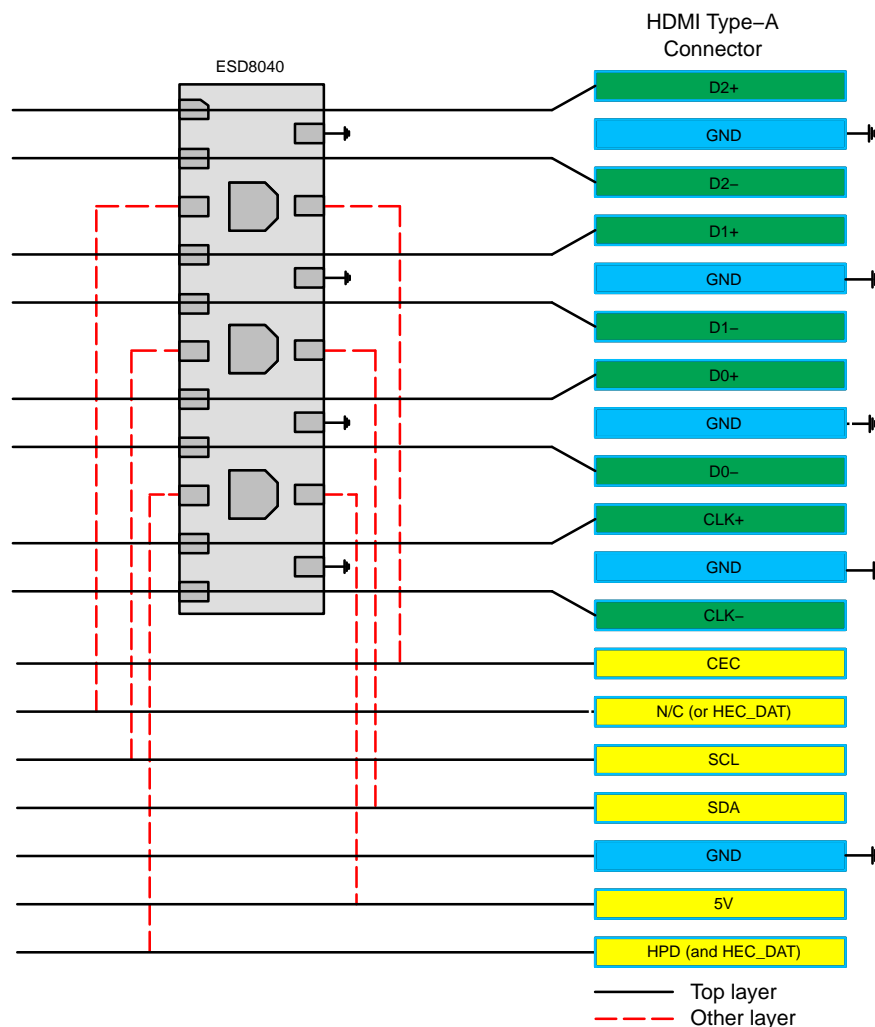 HDMI Type−A
Connector
ESD8040
D2+
GND
D2−
D1+
GND
D1−
D0+
GND
D0−
CLK+
GND
CLK−
CEC
N/C (or HEC_DAT)
SCL
SDA
GND
5V
HPD (and HEC_DAT)
Top layer
Other layer